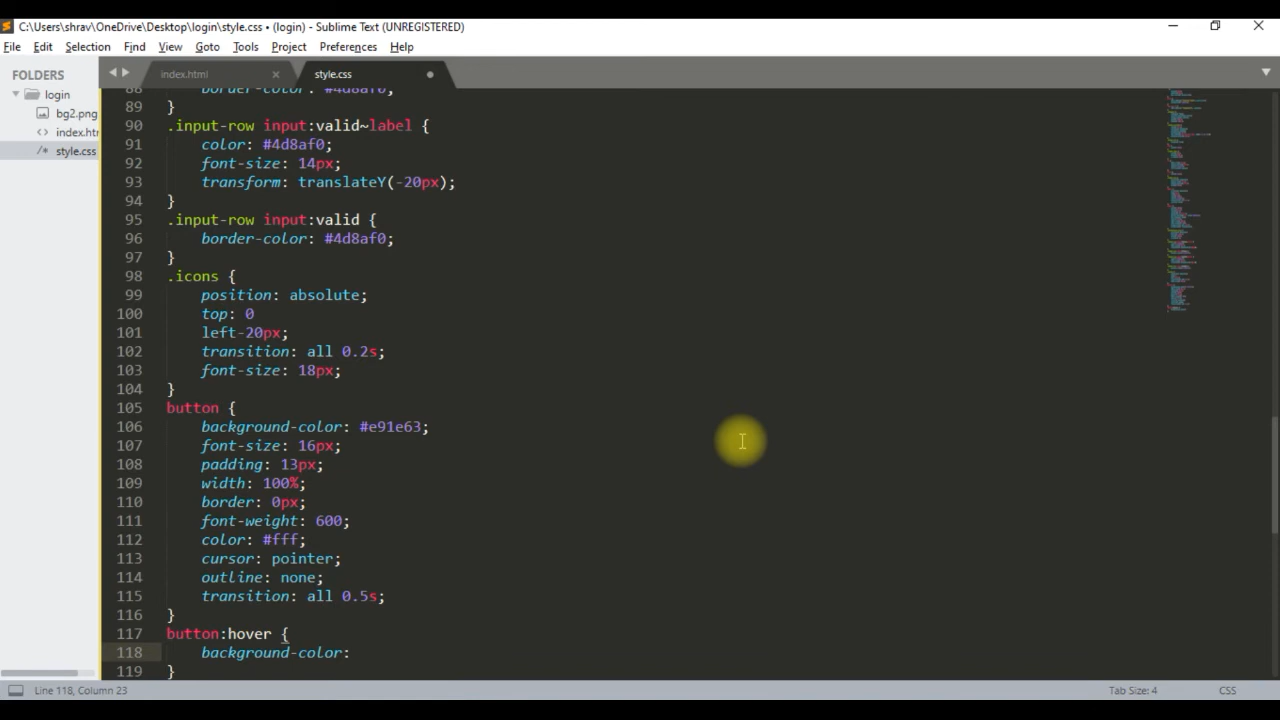 C:\Users\shrav\OneDrive\Desktop\login\style.css • (login) - Sublime Text (UNREGISTERED)
File Edit Selection Find View Goto Tools Project Preferences Help
FOLDERS
login
bg2.png
index.htm
style.css
index.html
style.css
88 border-color: #4d8af0;
89 }
90 .input-row input:valid~label {
91 color: #4d8af0;
92 font-size: 14px;
93 transform: translateY(-20px);
94 }
95 .input-row input:valid {
96 border-color: #4d8af0;
97 }
98 .icons {
99 position: absolute;
100 top: 0
101 left-20px;
102 transition: all 0.2s;
103 font-size: 18px;
104 }
105 button {
106 background-color: #e91e63;
107 font-size: 16px;
108 padding: 13px;
109 width: 100%;
110 border: 0px;
111 font-weight: 600;
112 color: #fff;
113 cursor: pointer;
114 outline: none;
115 transition: all 0.5s;
116 }
117 button:hover {
118 background-color:
119 }
Line 118, Column 23
Tab Size: 4
CSS